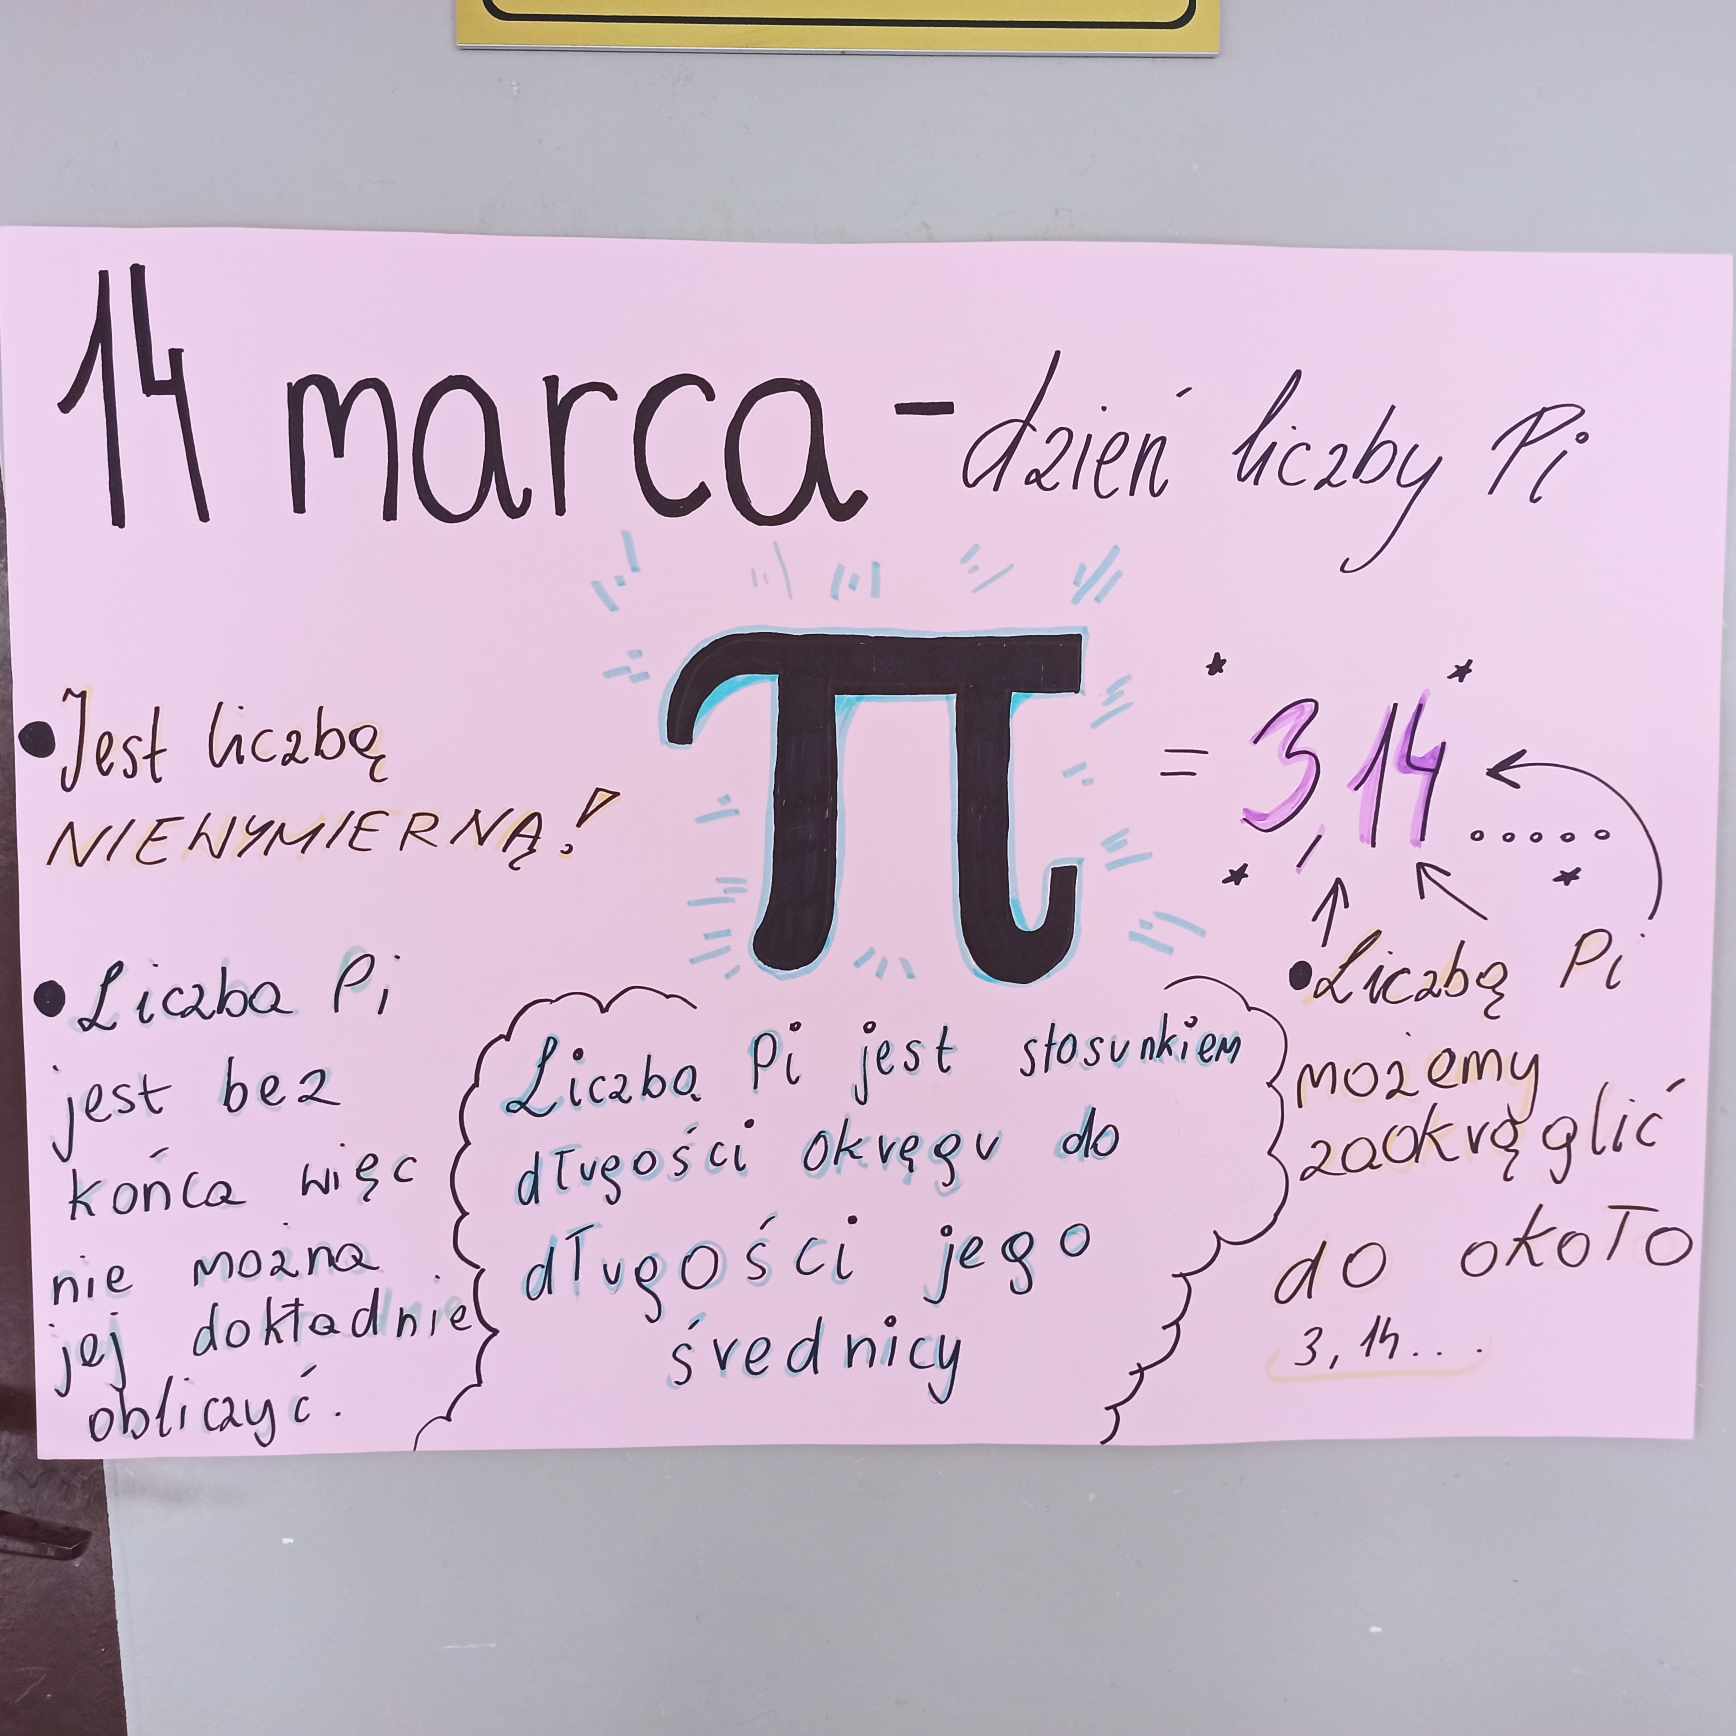 14 marca - dzień liczby Pi
• Jest liczbą
NIEWYMIERNĄ!
π = 3,14.....
• Liczba Pi
jest bez
końca więc
nie można
jej dokładnie
obliczyć.
Liczba Pi jest stosunkiem
długości okręgu do
długości jego
średnicy
• Liczbę Pi
możemy
zaokrąglić
do około
3,14...